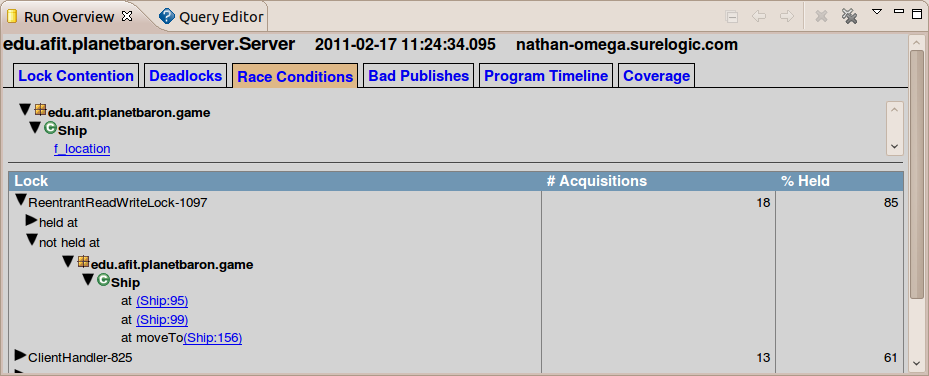 Run Overview Query Editor
edu.afit.planetbaron.server.Server 2011-02-17 11:24:34.095 nathan-omega.surelogic.com
Lock Contention Deadlocks Race Conditions Bad Publishes Program Timeline Coverage
edu.afit.planetbaron.game
Ship
f_location
Lock # Acquisitions % Held
ReentrantReadWriteLock-1097 18 85
held at
not held at
edu.afit.planetbaron.game
Ship
at (Ship:95)
at (Ship:99)
at moveTo(Ship:156)
ClientHandler-825 13 61